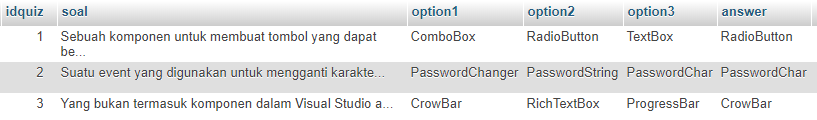 idquiz soal option1 option2 option3 answer
1 Sebuah komponen untuk membuat tombol yang dapat be... ComboBox RadioButton TextBox RadioButton
2 Suatu event yang digunakan untuk mengganti karakte... PasswordChanger PasswordString PasswordChar PasswordChar
3 Yang bukan termasuk komponen dalam Visual Studio a... CrowBar RichTextBox ProgressBar CrowBar